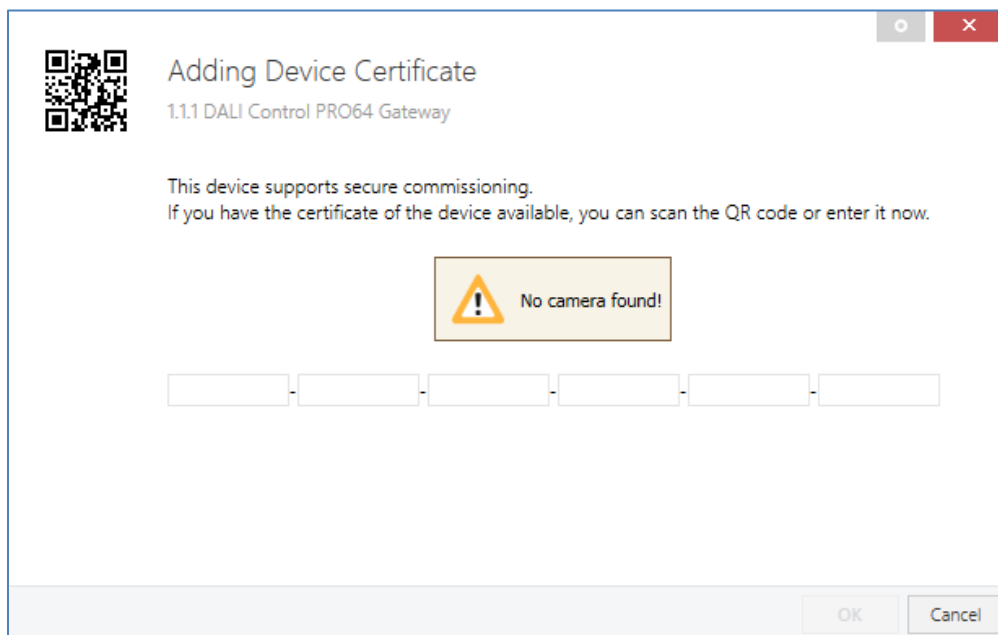 Adding Device Certificate
1.1.1 DALI Control PRO64 Gateway
This device supports secure commissioning.
If you have the certificate of the device available, you can scan the QR code or enter it now.
No camera found!
- - - - -
OK Cancel